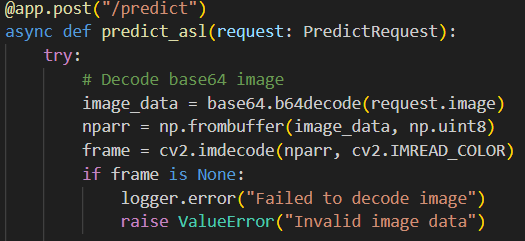 @app.post("/predict")
async def predict_asl(request: PredictRequest):
    try:
        # Decode base64 image
        image_data = base64.b64decode(request.image)
        nparr = np.frombuffer(image_data, np.uint8)
        frame = cv2.imdecode(nparr, cv2.IMREAD_COLOR)
        if frame is None:
            logger.error("Failed to decode image")
            raise ValueError("Invalid image data")